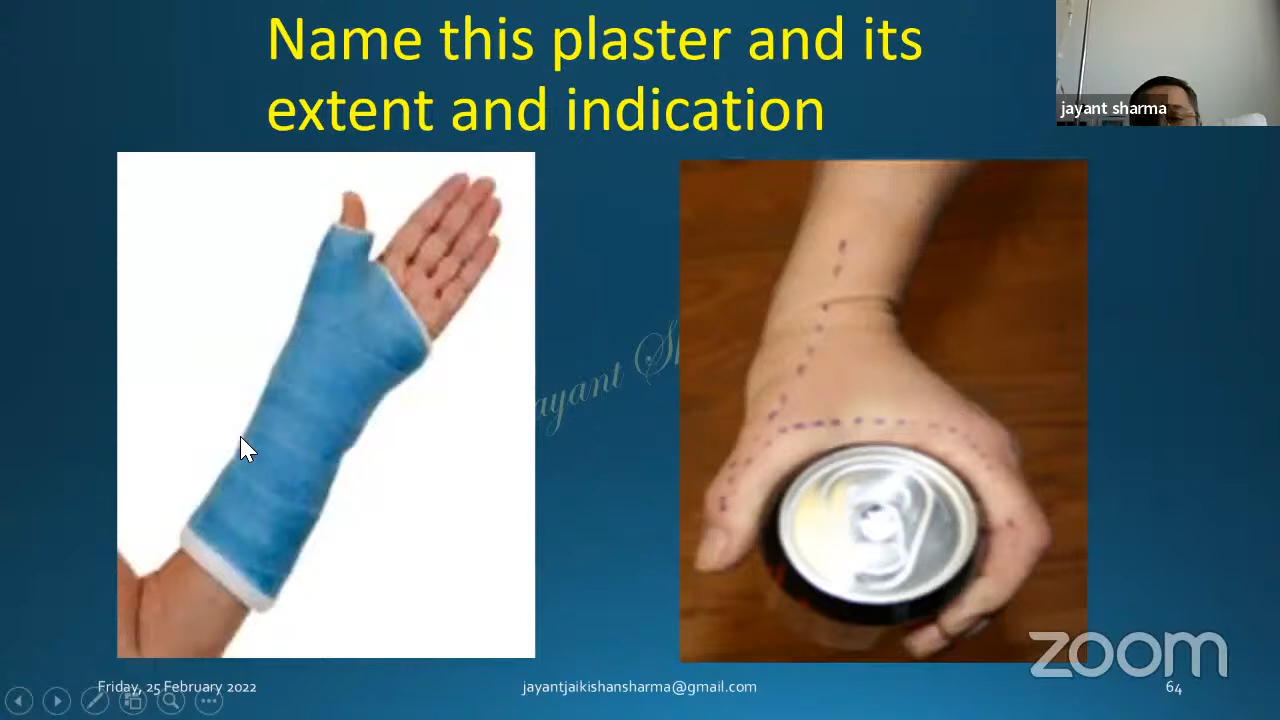 Name this plaster and its
extent and indication
jayant sharma
ayant
zoom
Friday, 25 February 2022
jayantjaikishansharma@gmail.com
64